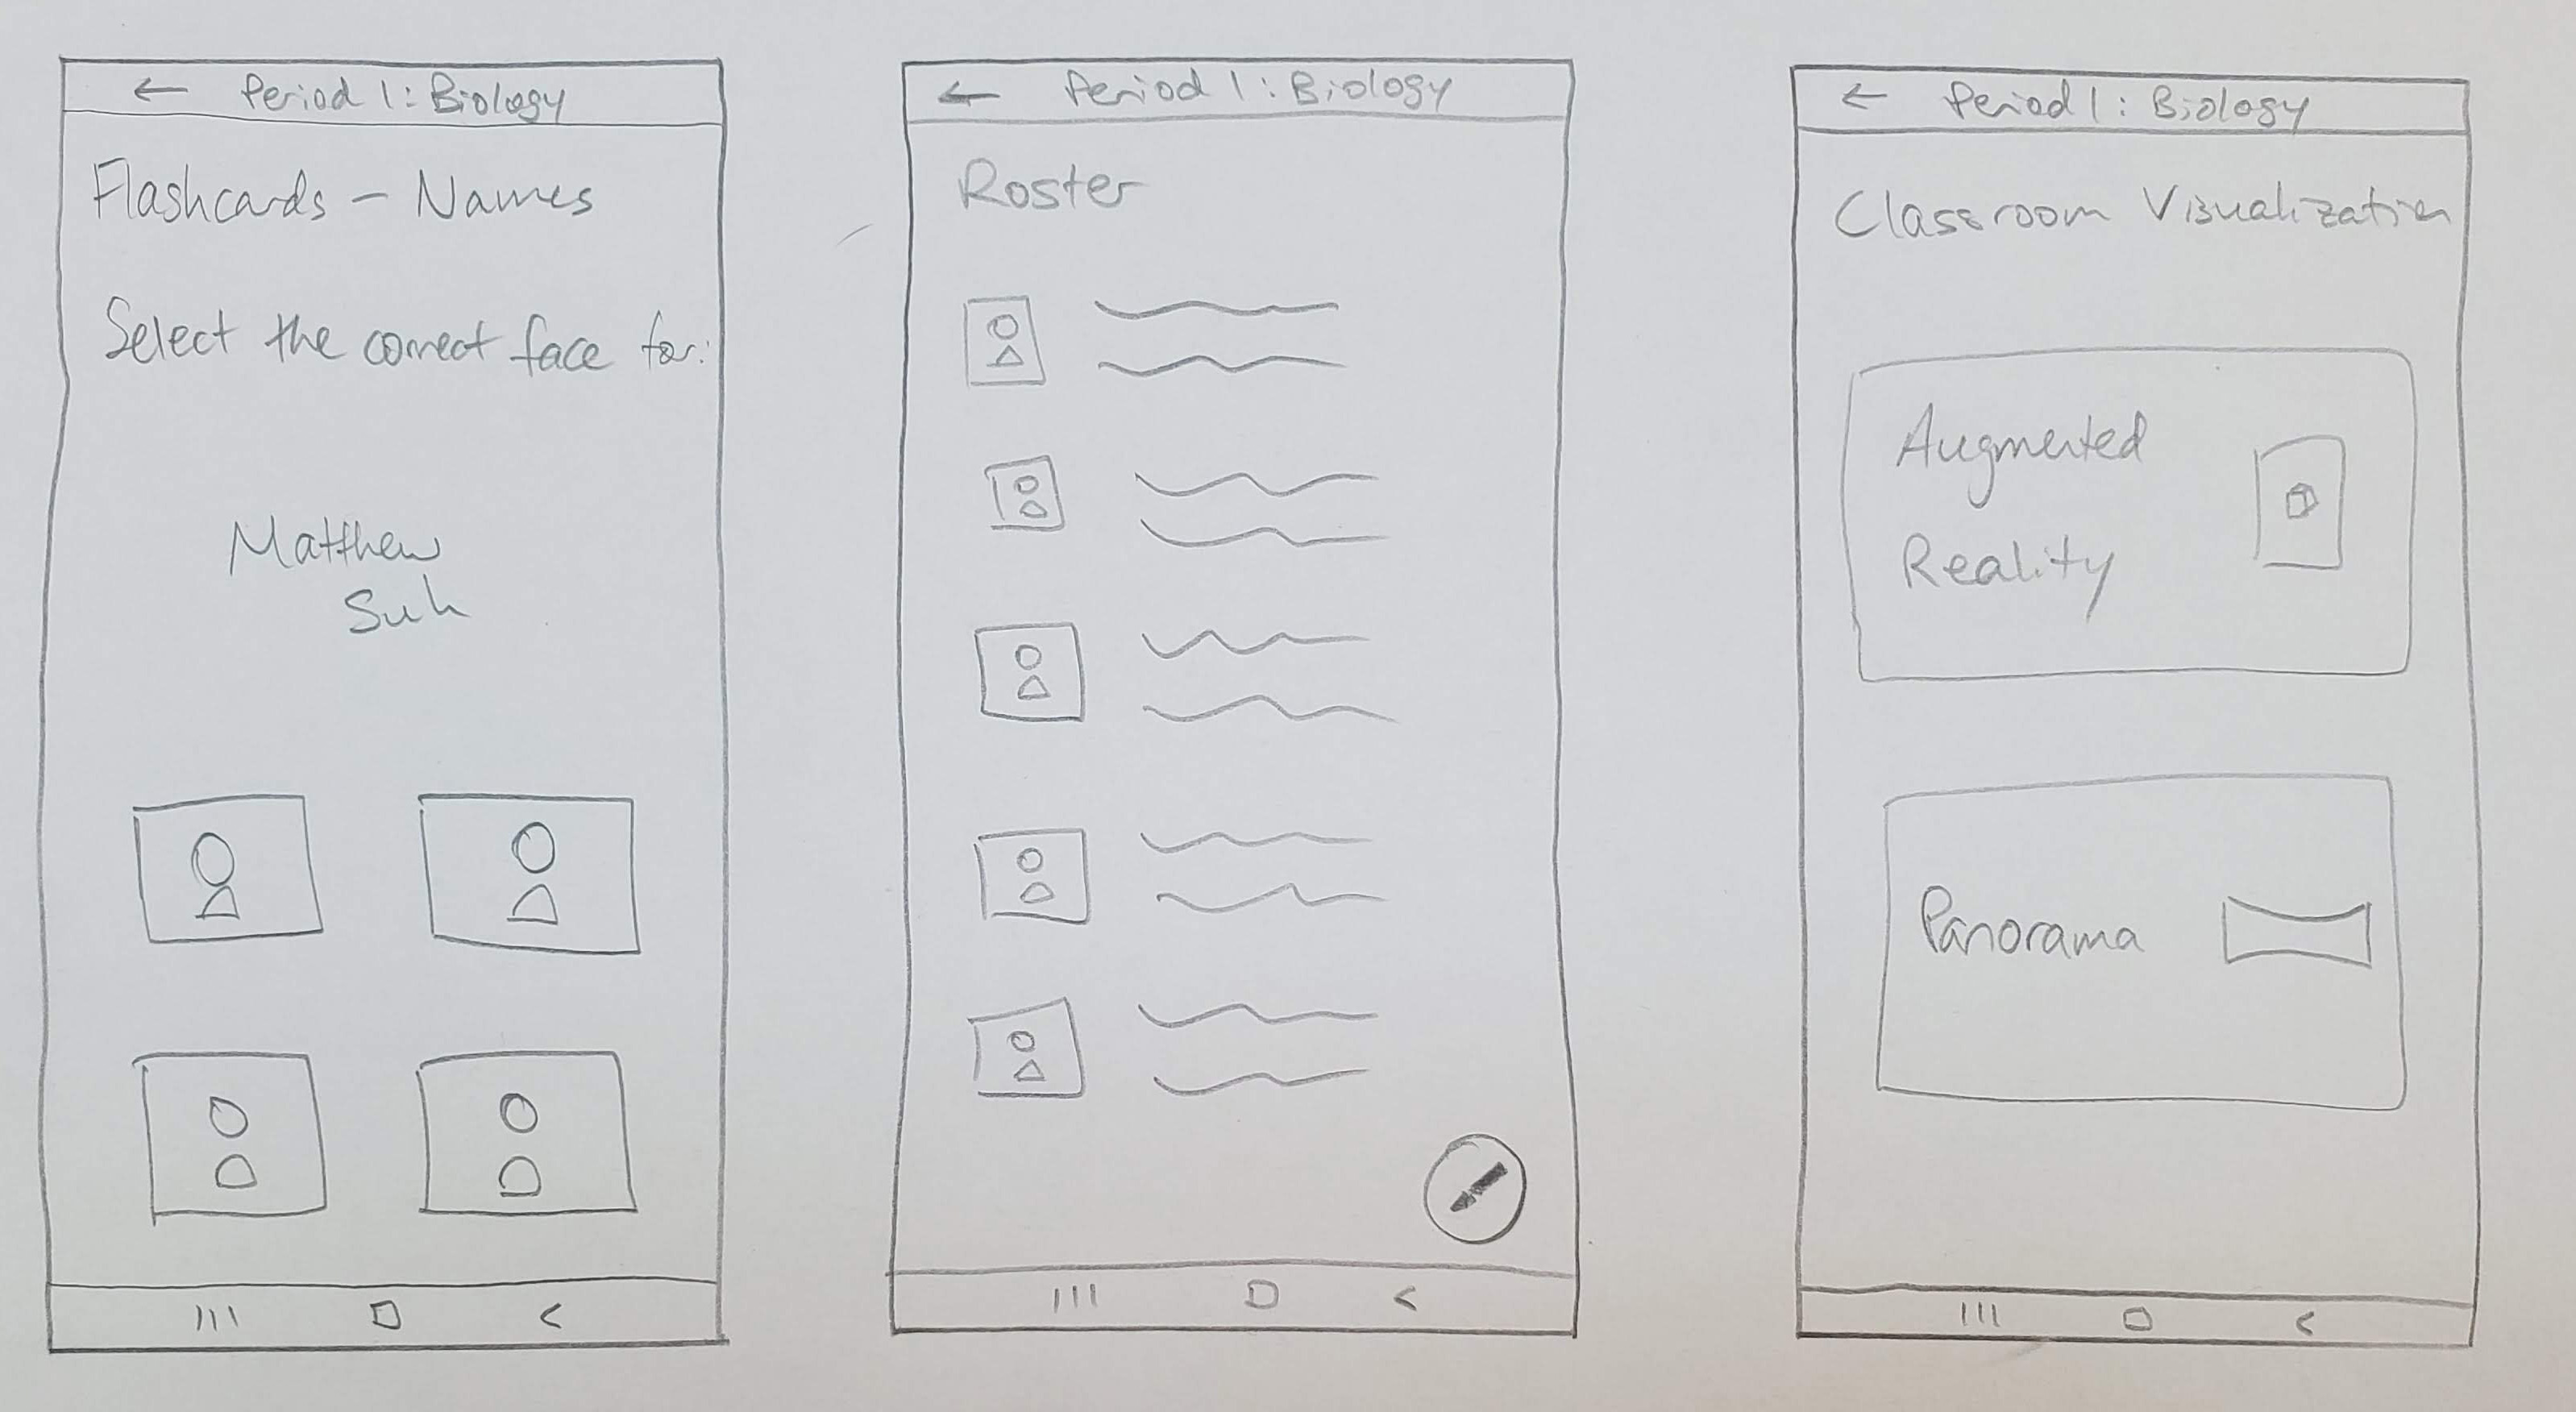 ← Period 1: Biology
Flashcards - Names
Select the correct face for:
Matthew
Suh
← Period 1: Biology
Roster
← Period 1: Biology
Classroom Visualization
Augmented
Reality
Panorama